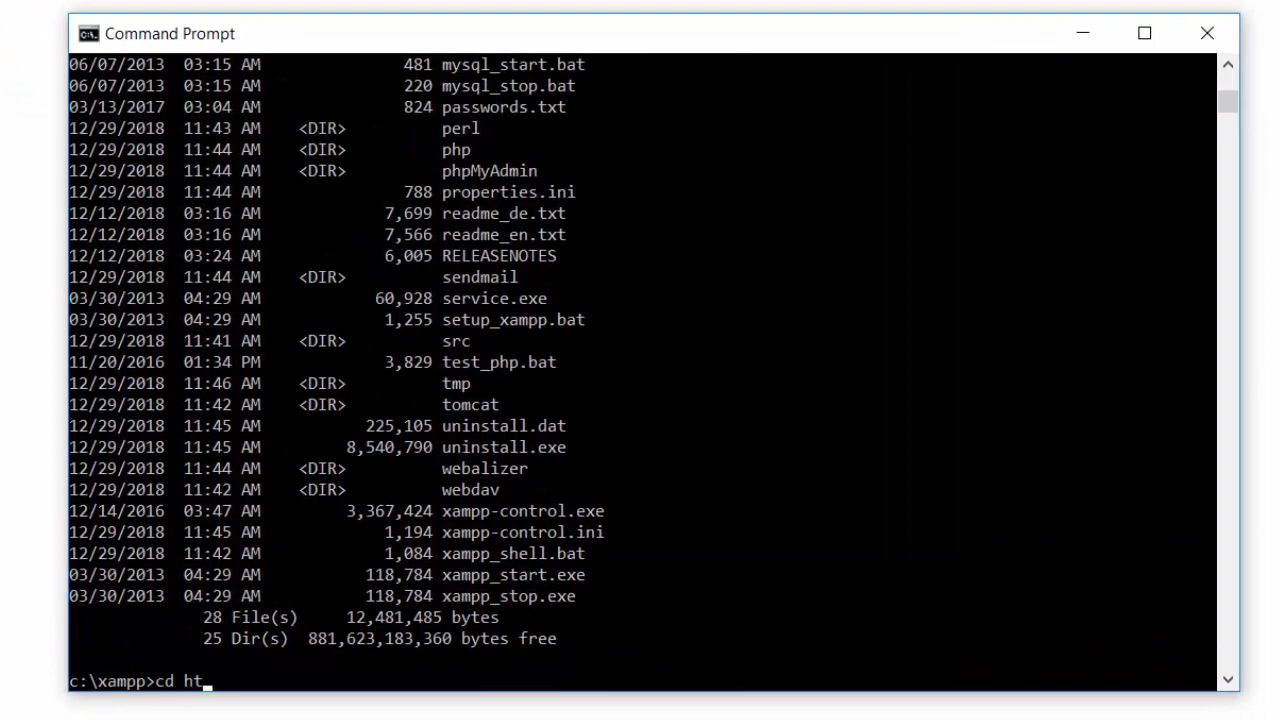 Command Prompt
06/07/2013  03:15 AM               481 mysql_start.bat
06/07/2013  03:15 AM               220 mysql_stop.bat
03/13/2017  03:04 AM               824 passwords.txt
12/29/2018  11:43 AM    <DIR>          perl
12/29/2018  11:44 AM    <DIR>          php
12/29/2018  11:44 AM    <DIR>          phpMyAdmin
12/29/2018  11:44 AM               788 properties.ini
12/12/2018  03:16 AM             7,699 readme_de.txt
12/12/2018  03:16 AM             7,566 readme_en.txt
12/12/2018  03:24 AM             6,005 RELEASENOTES
12/29/2018  11:44 AM    <DIR>          sendmail
03/30/2013  04:29 AM            60,928 service.exe
03/30/2013  04:29 AM             1,255 setup_xampp.bat
12/29/2018  11:41 AM    <DIR>          src
11/20/2016  01:34 PM             3,829 test_php.bat
12/29/2018  11:46 AM    <DIR>          tmp
12/29/2018  11:42 AM    <DIR>          tomcat
12/29/2018  11:45 AM           225,105 uninstall.dat
12/29/2018  11:45 AM         8,540,790 uninstall.exe
12/29/2018  11:44 AM    <DIR>          webalizer
12/29/2018  11:42 AM    <DIR>          webdav
12/14/2016  03:47 AM         3,367,424 xampp-control.exe
12/29/2018  11:45 AM             1,194 xampp-control.ini
12/29/2018  11:42 AM             1,084 xampp_shell.bat
03/30/2013  04:29 AM           118,784 xampp_start.exe
03/30/2013  04:29 AM           118,784 xampp_stop.exe
28 File(s)     12,481,485 bytes
25 Dir(s)  881,623,183,360 bytes free
c:\xampp>cd ht_